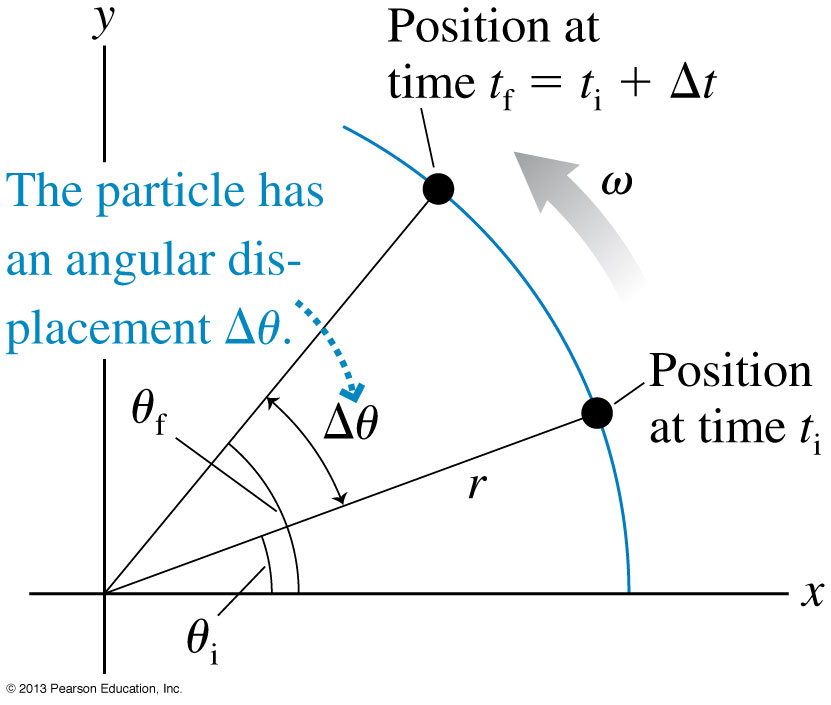 y
Position at
time t_f = t_i + Δt
ω
The particle has
an angular dis-
placement Δθ.
θ_f
Δθ
Position
at time t_i
r
x
θ_i
© 2013 Pearson Education, Inc.